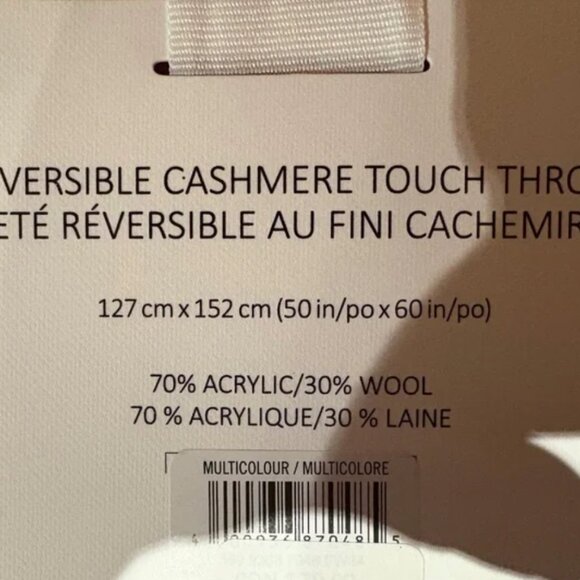 VERSIBLE CASHMERE TOUCH THRO
ETÉ RÉVERSIBLE AU FINI CACHEMIR
127 cm x 152 cm (50 in/po x 60 in/po)
70% ACRYLIC/30% WOOL
70 % ACRYLIQUE/30 % LAINE
MULTICOLOUR / MULTICOLORE